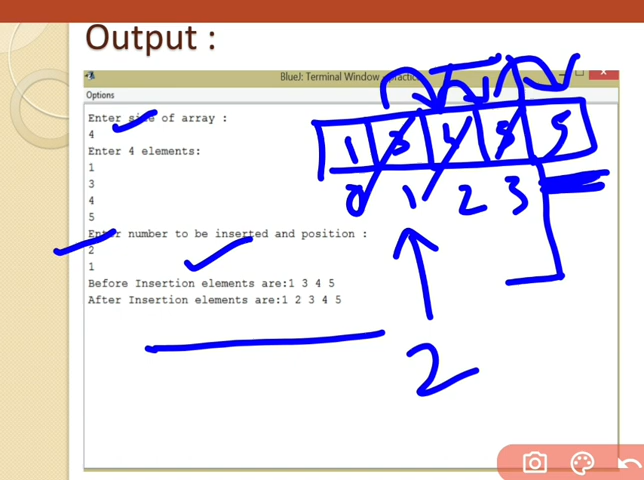 Output :
BlueJ: Terminal Window
Options
Enter size of array :
4
Enter 4 elements:
1
3
4
5
Enter number to be inserted and position :
2
1
Before Insertion elements are:1 3 4 5
After Insertion elements are:1 2 3 4 5
1 3 4 5 5
0 1 2 3
2